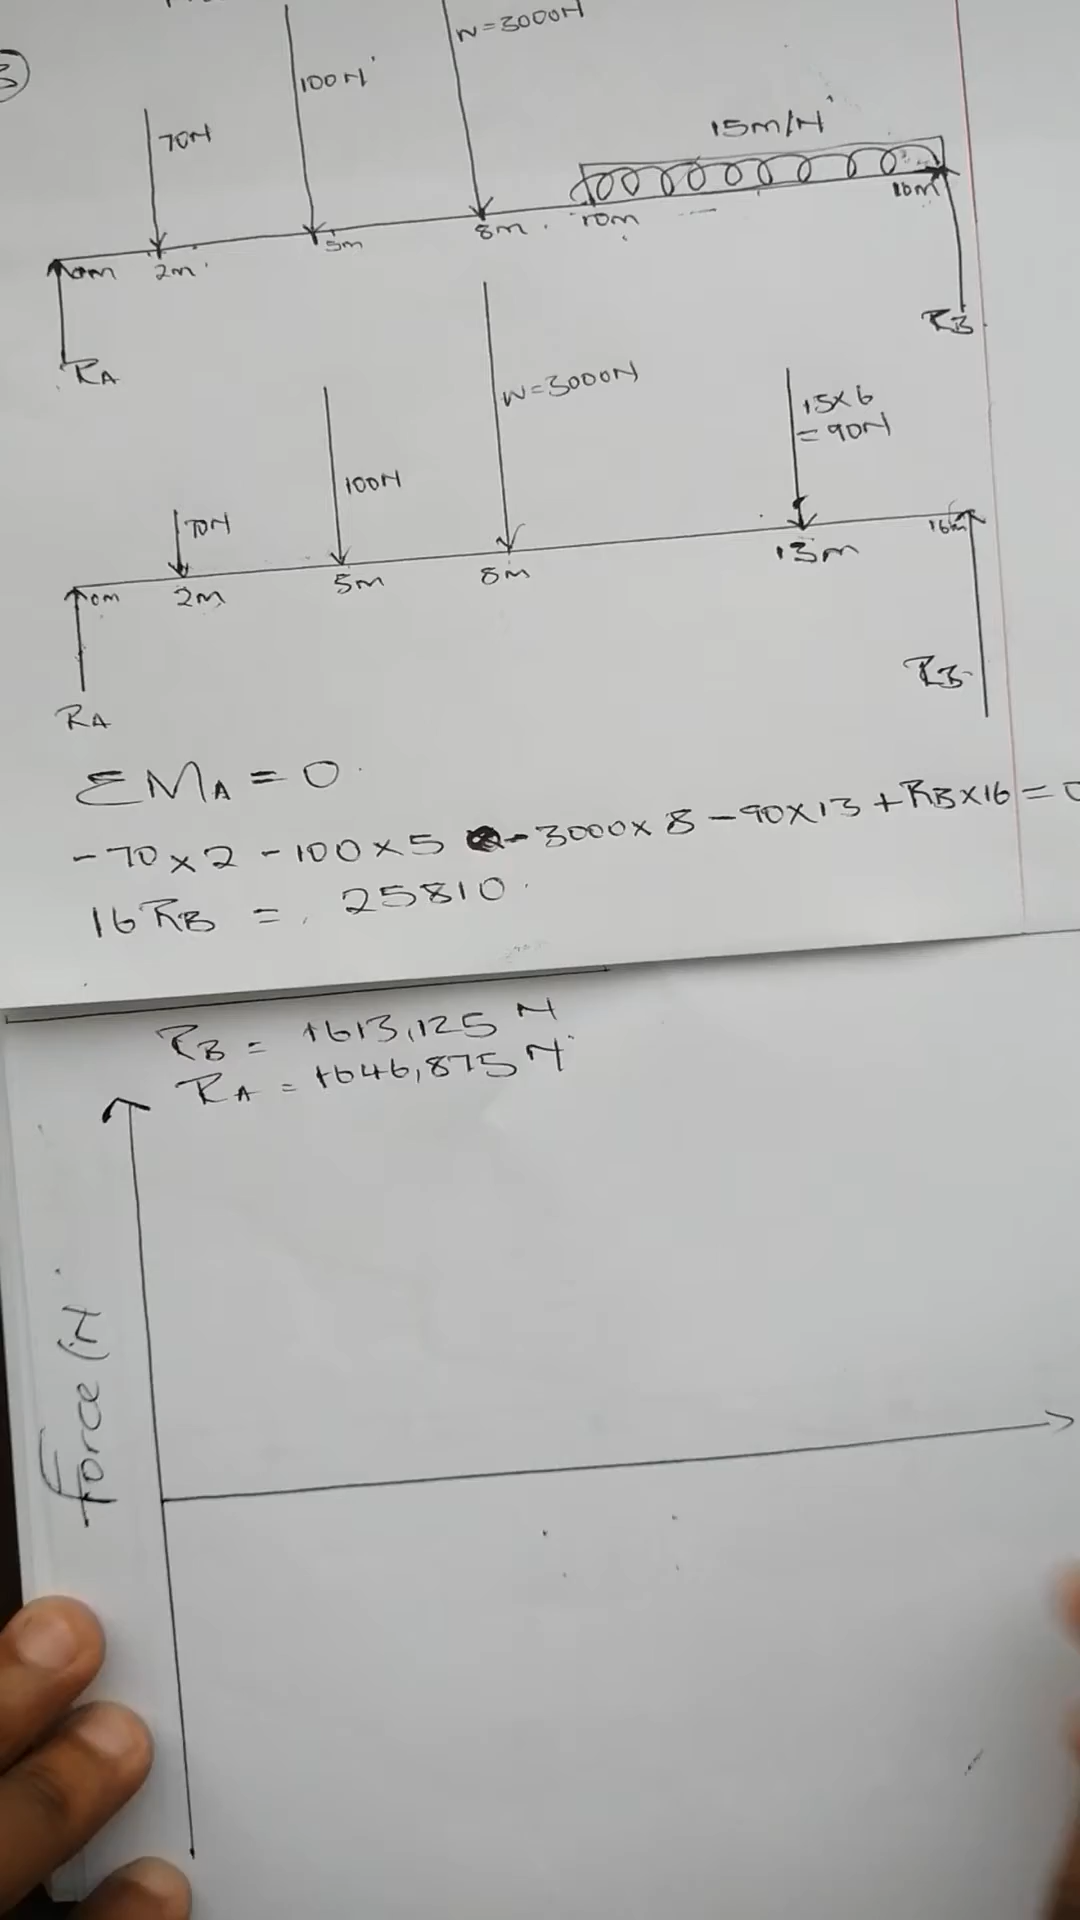 3
W=3000N
100N
70N
15m/N
0m
2m
5m
8m
10m
16m
RA
RB
W=3000N
15x6
=90N
100N
70N
0m
2m
5m
8m
13m
16m
RA
RB
ΣMA = 0
-70x2 -100x5 -3000x8 -90x13 +RBx16=0
16RB = 25810
RB = 1613,125 N
RA = 1646,875 N
Force (N